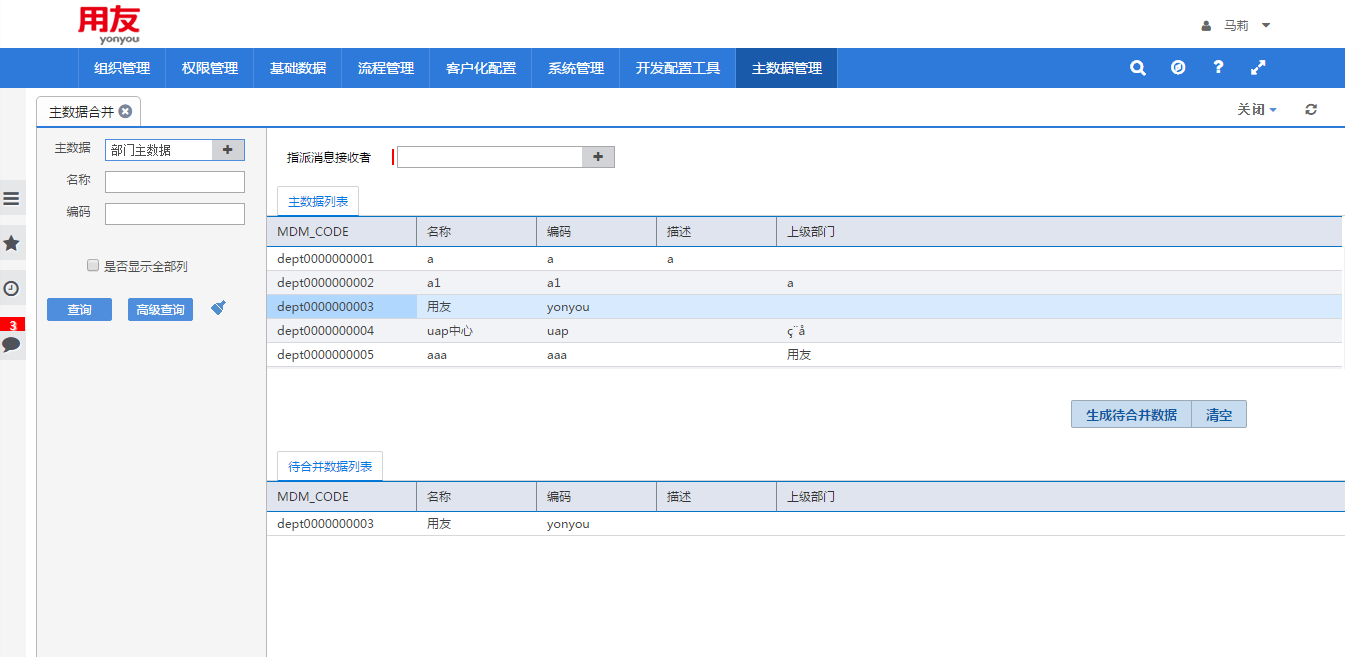 用友
yonyou
马莉
组织管理 权限管理 基础数据 流程管理 客户化配置 系统管理 开发配置工具 主数据管理
主数据合并
关闭
主数据 部门主数据
名称
编码
是否显示全部列
查询 高级查询
3
指派消息接收者
主数据列表
MDM_CODE 名称 编码 描述 上级部门
dept0000000001 a a a
dept0000000002 a1 a1 a
dept0000000003 用友 yonyou
dept0000000004 uap中心 uap ç¨å
dept0000000005 aaa aaa 用友
生成待合并数据 清空
待合并数据列表
MDM_CODE 名称 编码 描述 上级部门
dept0000000003 用友 yonyou